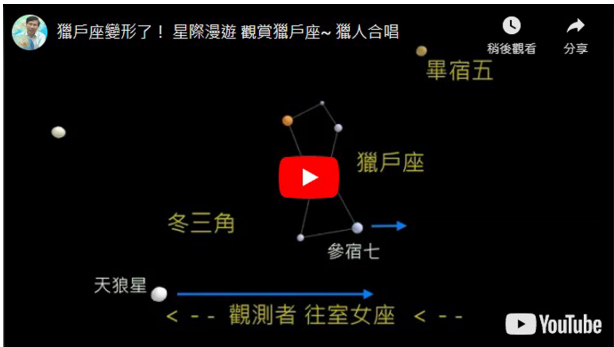 獵戶座變形了！ 星際漫遊 觀賞獵戶座~ 獵人合唱
稍後觀看
分享
畢宿五
獵戶座
冬三角
參宿七
天狼星
< - - 觀測者 往室女座 < - -
YouTube